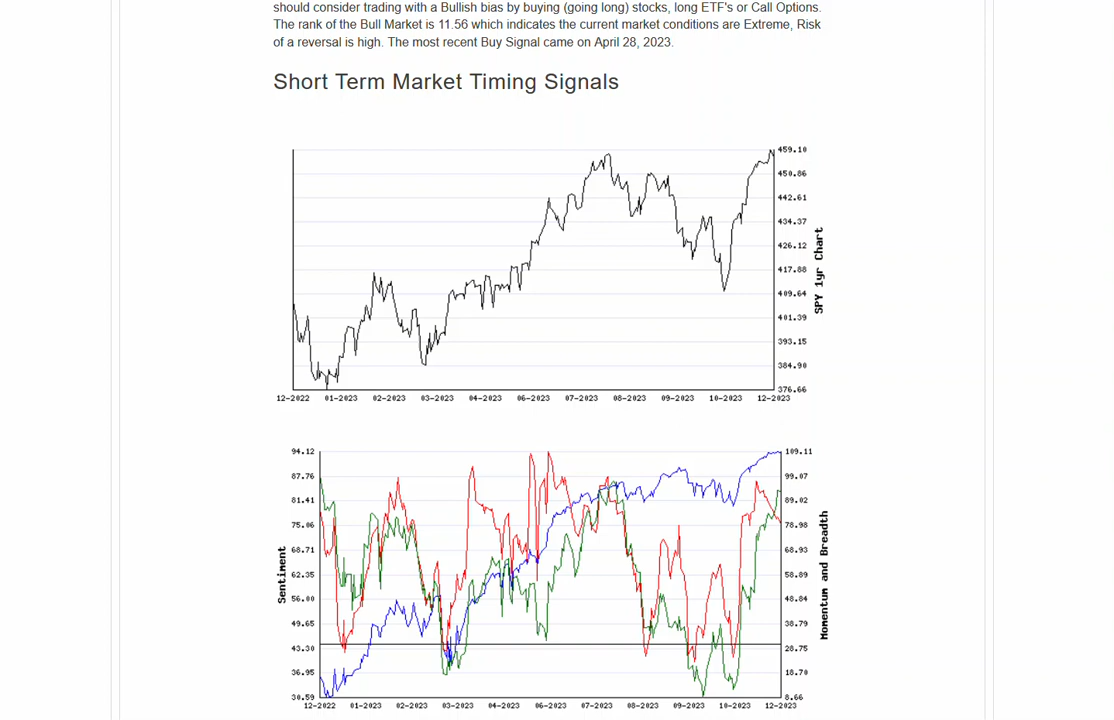 should consider trading with a Bullish bias by buying (going long) stocks, long ETF's or Call Options.
The rank of the Bull Market is 11.56 which indicates the current market conditions are Extreme, Risk
of a reversal is high. The most recent Buy Signal came on April 28, 2023.
Short Term Market Timing Signals
459.10
450.86
442.61
434.37
426.12
417.88
409.64
401.39
393.15
384.90
376.66
SPY 1yr Chart
12-2022 01-2023 02-2023 03-2023 04-2023 06-2023 07-2023 08-2023 09-2023 10-2023 12-2023
94.12 109.11
87.76 99.07
81.41 89.02
75.06 78.98
68.71 68.93
62.35 58.89
56.00 48.84
49.65 38.79
43.30 28.75
36.95 18.70
30.59 8.66
Sentiment
Momentum and Breadth
12-2022 01-2023 02-2023 03-2023 04-2023 06-2023 07-2023 08-2023 09-2023 10-2023 12-2023